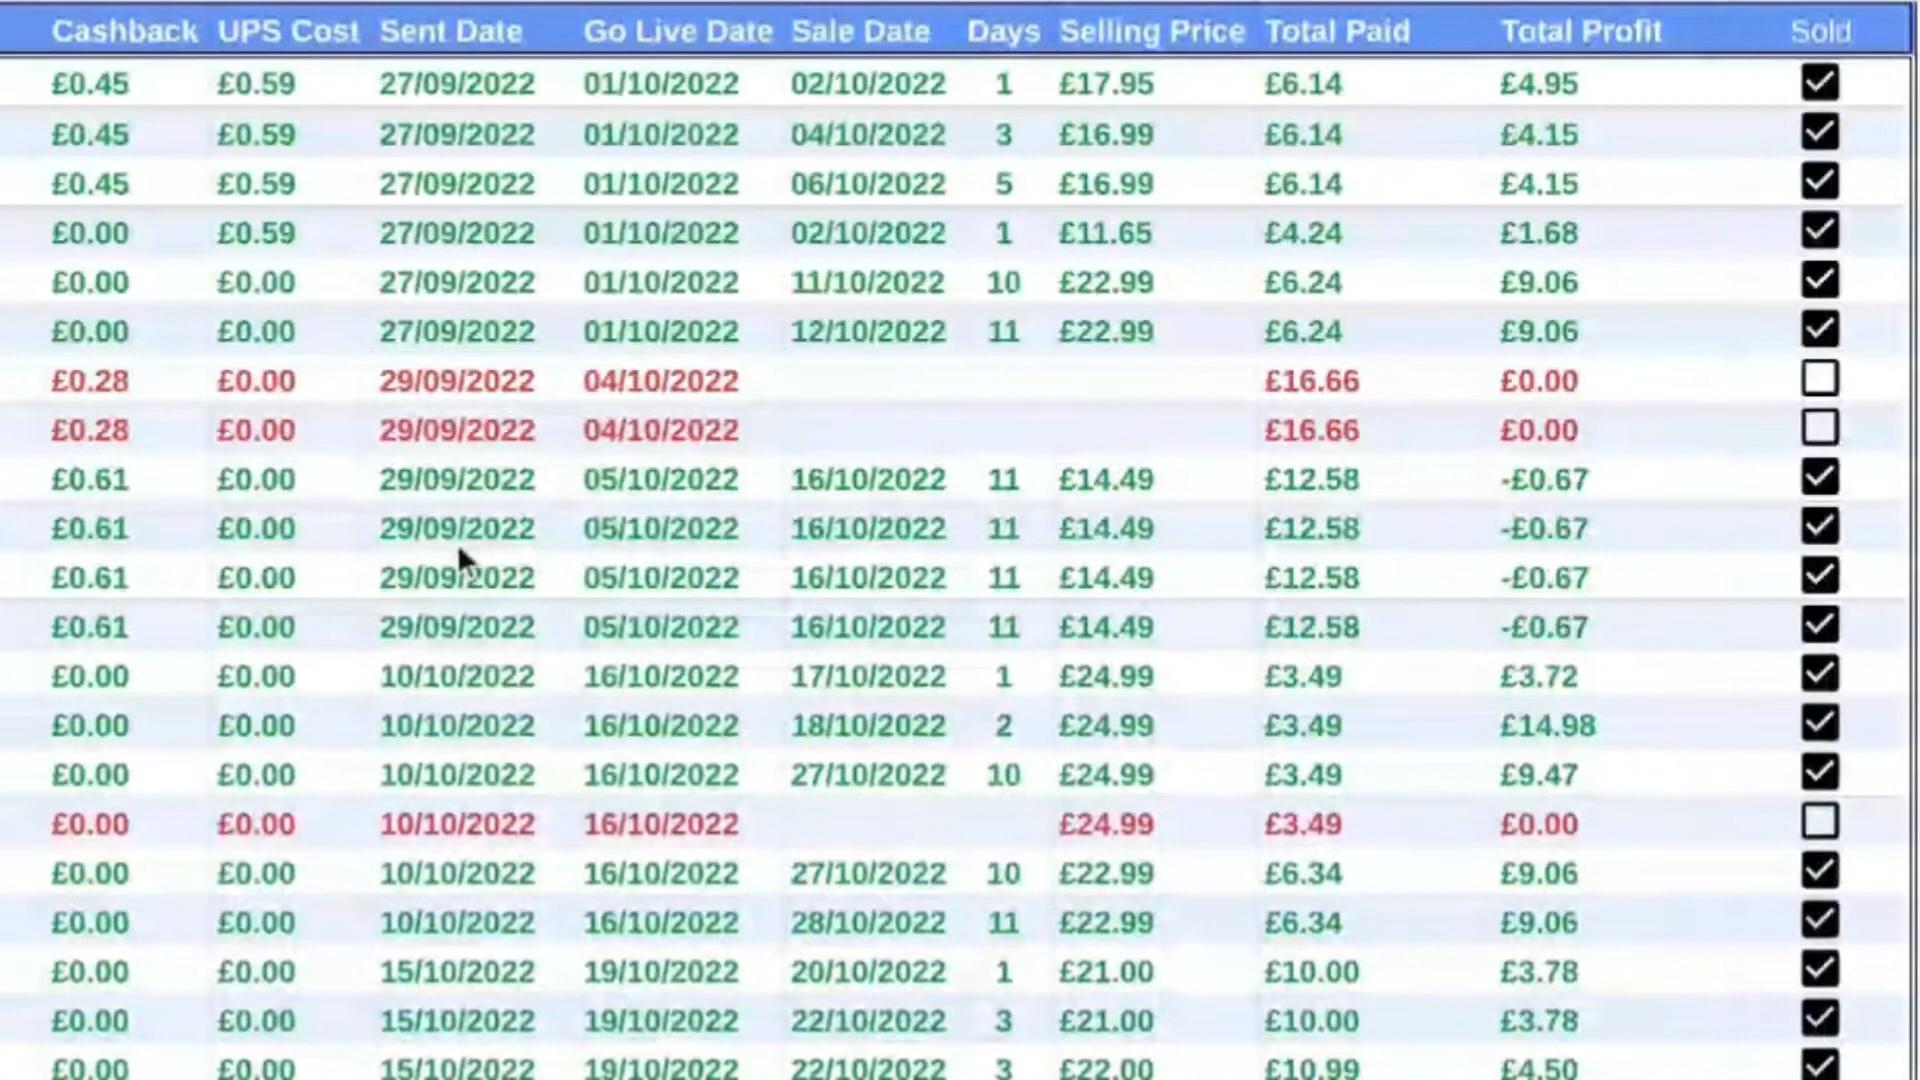 Cashback UPS Cost Sent Date Go Live Date Sale Date Days Selling Price Total Paid Total Profit Sold
£0.45 £0.59 27/09/2022 01/10/2022 02/10/2022 1 £17.95 £6.14 £4.95
£0.45 £0.59 27/09/2022 01/10/2022 04/10/2022 3 £16.99 £6.14 £4.15
£0.45 £0.59 27/09/2022 01/10/2022 06/10/2022 5 £16.99 £6.14 £4.15
£0.00 £0.59 27/09/2022 01/10/2022 02/10/2022 1 £11.65 £4.24 £1.68
£0.00 £0.00 27/09/2022 01/10/2022 11/10/2022 10 £22.99 £6.24 £9.06
£0.00 £0.00 27/09/2022 01/10/2022 12/10/2022 11 £22.99 £6.24 £9.06
£0.28 £0.00 29/09/2022 04/10/2022 £16.66 £0.00
£0.28 £0.00 29/09/2022 04/10/2022 £16.66 £0.00
£0.61 £0.00 29/09/2022 05/10/2022 16/10/2022 11 £14.49 £12.58 -£0.67
£0.61 £0.00 29/09/2022 05/10/2022 16/10/2022 11 £14.49 £12.58 -£0.67
£0.61 £0.00 29/09/2022 05/10/2022 16/10/2022 11 £14.49 £12.58 -£0.67
£0.61 £0.00 29/09/2022 05/10/2022 16/10/2022 11 £14.49 £12.58 -£0.67
£0.00 £0.00 10/10/2022 16/10/2022 17/10/2022 1 £24.99 £3.49 £3.72
£0.00 £0.00 10/10/2022 16/10/2022 18/10/2022 2 £24.99 £3.49 £14.98
£0.00 £0.00 10/10/2022 16/10/2022 27/10/2022 10 £24.99 £3.49 £9.47
£0.00 £0.00 10/10/2022 16/10/2022 £24.99 £3.49 £0.00
£0.00 £0.00 10/10/2022 16/10/2022 27/10/2022 10 £22.99 £6.34 £9.06
£0.00 £0.00 10/10/2022 16/10/2022 28/10/2022 11 £22.99 £6.34 £9.06
£0.00 £0.00 15/10/2022 19/10/2022 20/10/2022 1 £21.00 £10.00 £3.78
£0.00 £0.00 15/10/2022 19/10/2022 22/10/2022 3 £21.00 £10.00 £3.78
£0.00 £0.00 15/10/2022 19/10/2022 22/10/2022 3 £22.00 £10.99 £4.50